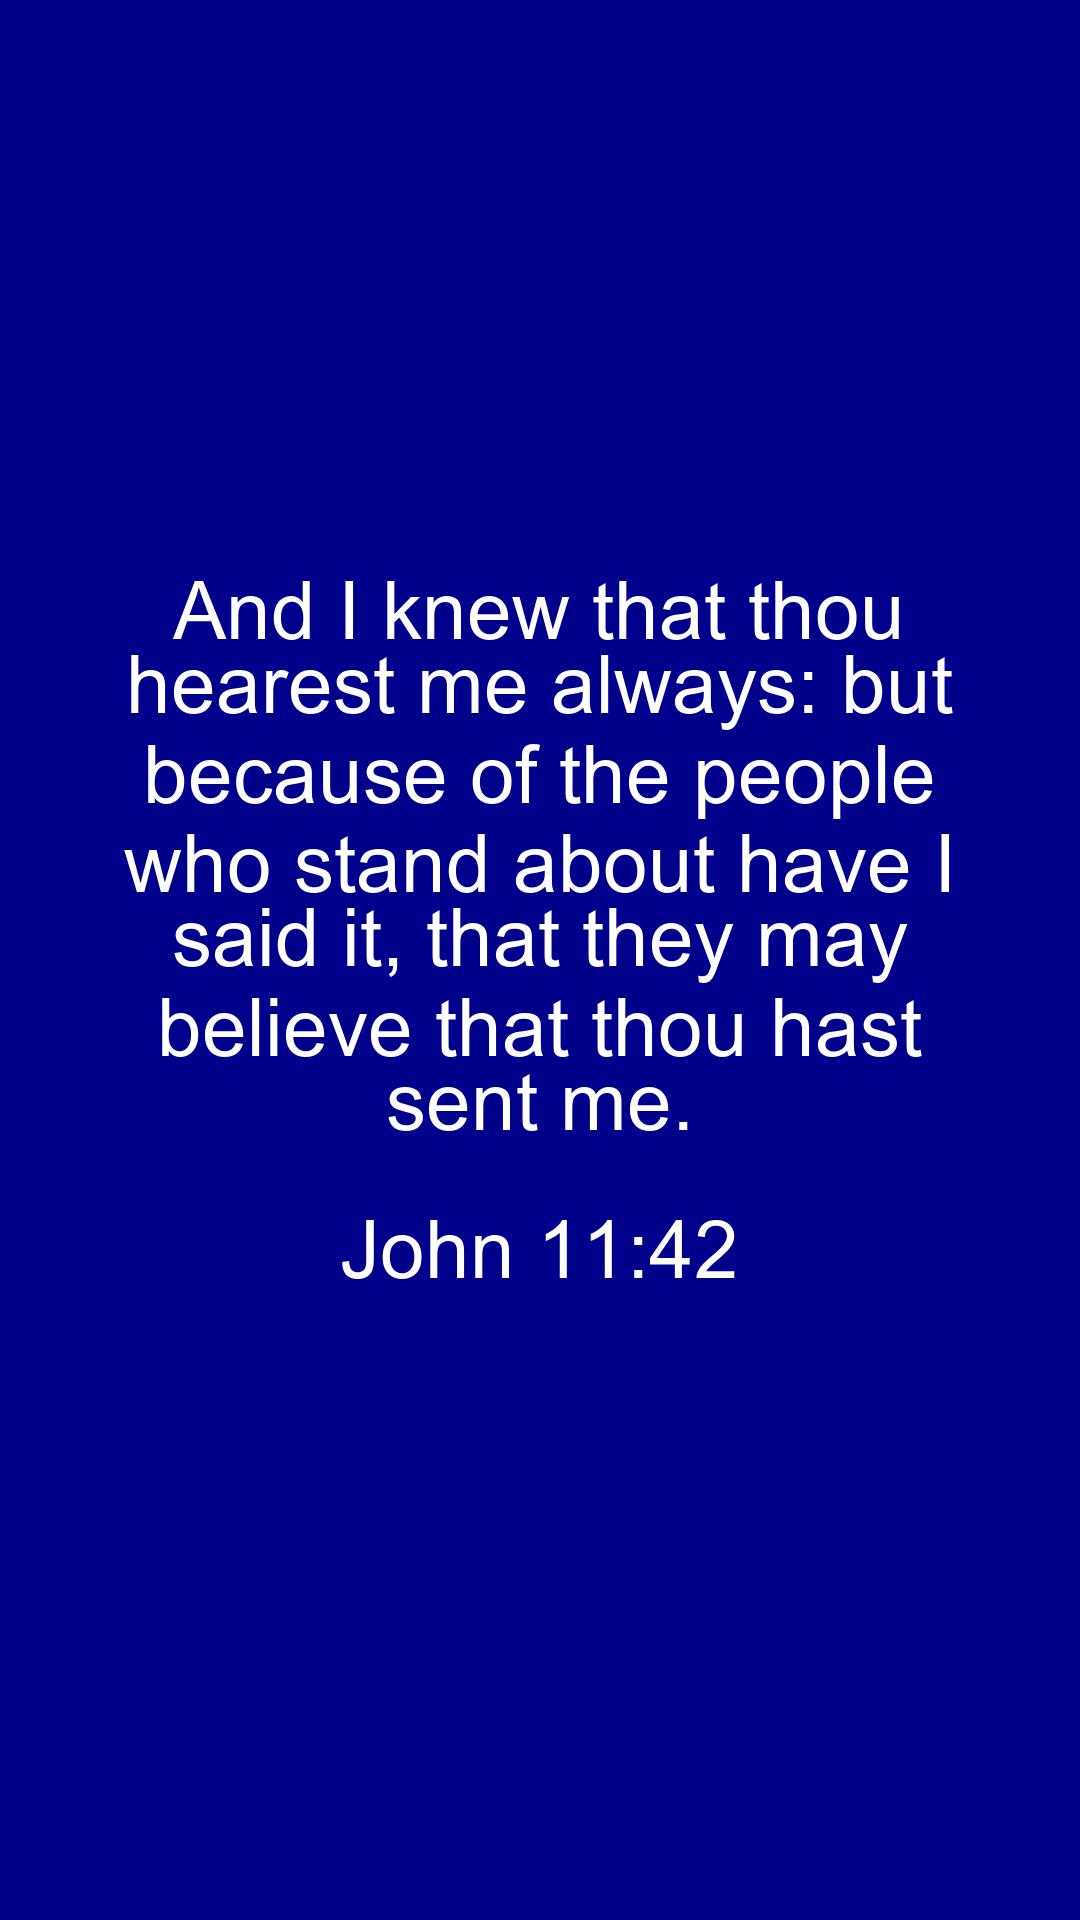 And I knew that thou
hearest me always: but
because of the people
who stand about have I
said it, that they may
believe that thou hast
sent me.
John 11:42